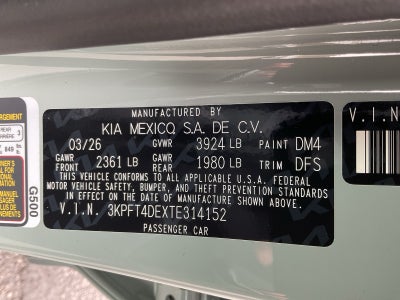 MANUFACTURED BY
KIA MEXICO, S.A. DE C.V.
03/26 GVWR 3924 LB PAINT DM4
GAWR FRONT 2361 LB GAWR REAR 1980 LB TRIM DFS
THIS VEHICLE CONFORMS TO ALL APPLICABLE U.S.A. FEDERAL
MOTOR VEHICLE SAFETY, BUMPER, AND THEFT PREVENTION STANDARDS
IN EFFECT ON THE DATE OF MANUFACTURE SHOWN ABOVE.
V.I.N. 3KPFT4DEXTE314152
PASSENGER CAR
G500
V.I.N